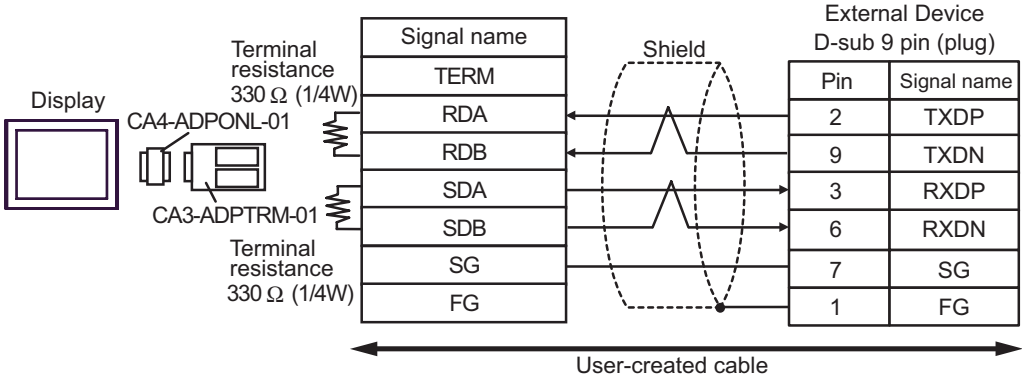 External Device
D-sub 9 pin (plug)
Signal name
Shield
Terminal
resistance
330 Ω (1/4W)
TERM
Pin
Signal name
Display
CA4-ADPONL-01
RDA
2
TXDP
RDB
9
TXDN
SDA
3
RXDP
CA3-ADPTRM-01
SDB
6
RXDN
Terminal
resistance
330 Ω (1/4W)
SG
7
SG
FG
1
FG
User-created cable